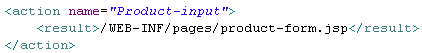 <action name="Product-input">
<result>/WEB-INF/pages/product-form.jsp</result>
</action>